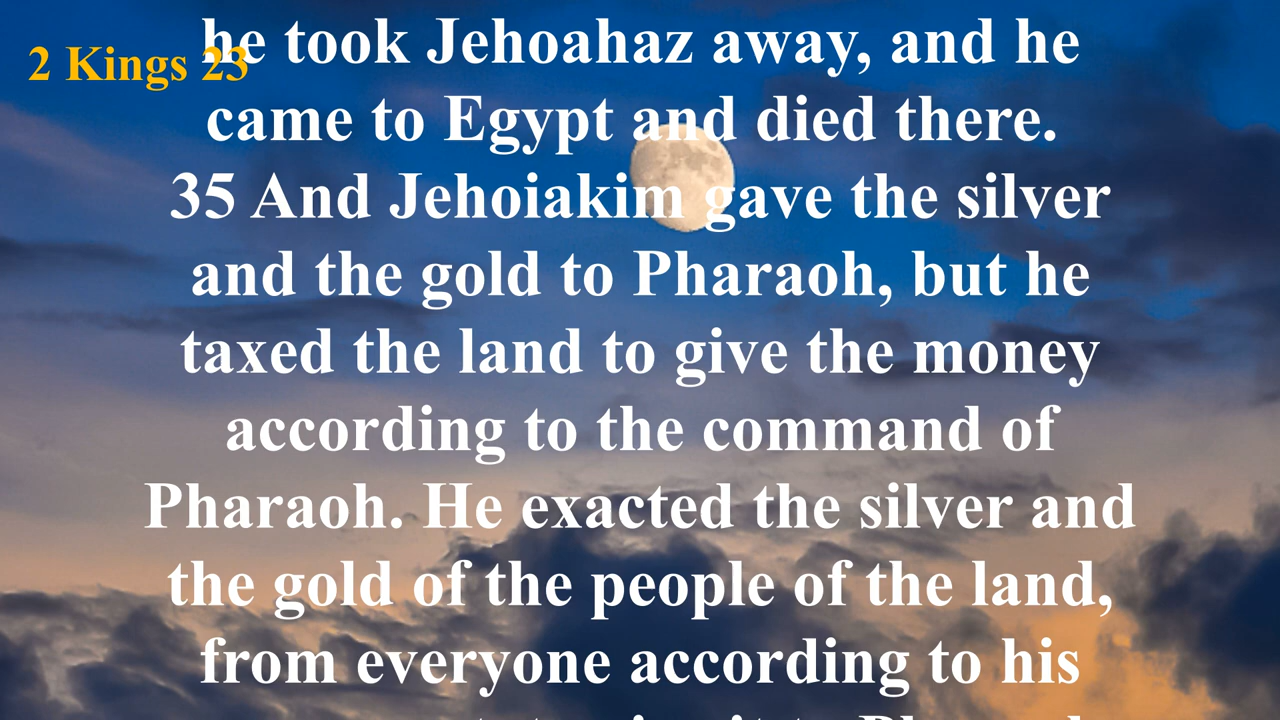 2 Kings 23
he took Jehoahaz away, and he
came to Egypt and died there.
35 And Jehoiakim gave the silver
and the gold to Pharaoh, but he
taxed the land to give the money
according to the command of
Pharaoh. He exacted the silver and
the gold of the people of the land,
from everyone according to his